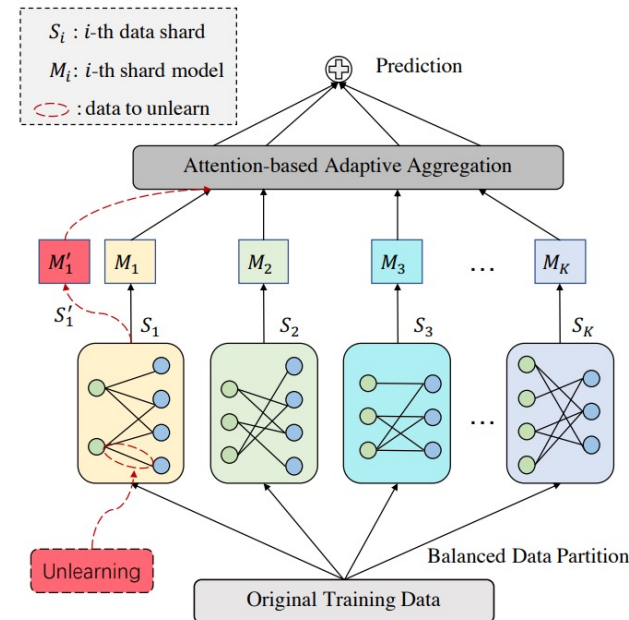 S_i : i-th data shard
M_i: i-th shard model
: data to unlearn
Prediction
Attention-based Adaptive Aggregation
M′_1
M_1
M_2
M_3
...
M_K
S′_1
S_1
S_2
S_3
S_K
...
Unlearning
Balanced Data Partition
Original Training Data